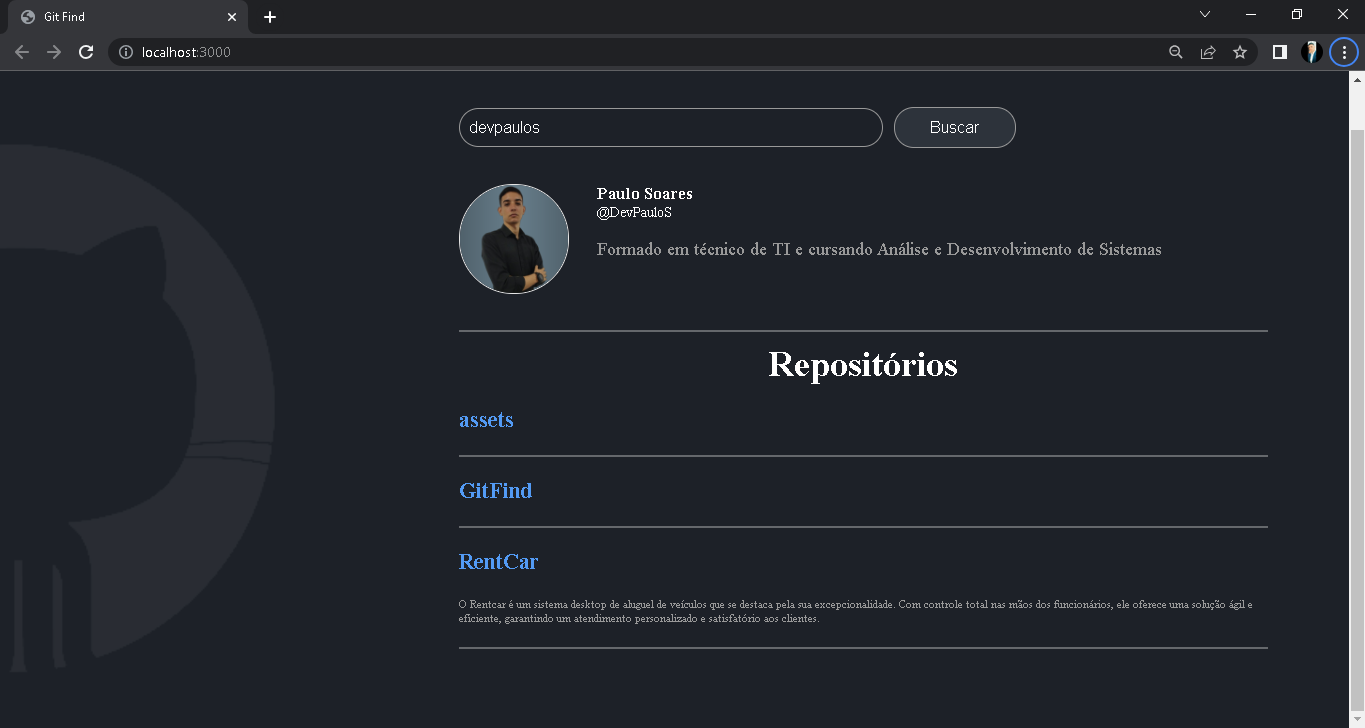 Git Find
localhost:3000
devpaulos
Buscar
Paulo Soares
@DevPauloS
Formado em técnico de TI e cursando Análise e Desenvolvimento de Sistemas
Repositórios
assets
GitFind
RentCar
O Rentcar é um sistema desktop de aluguel de veículos que se destaca pela sua excepcionalidade. Com controle total nas mãos dos funcionários, ele oferece uma solução ágil e
eficiente, garantindo um atendimento personalizado e satisfatório aos clientes.